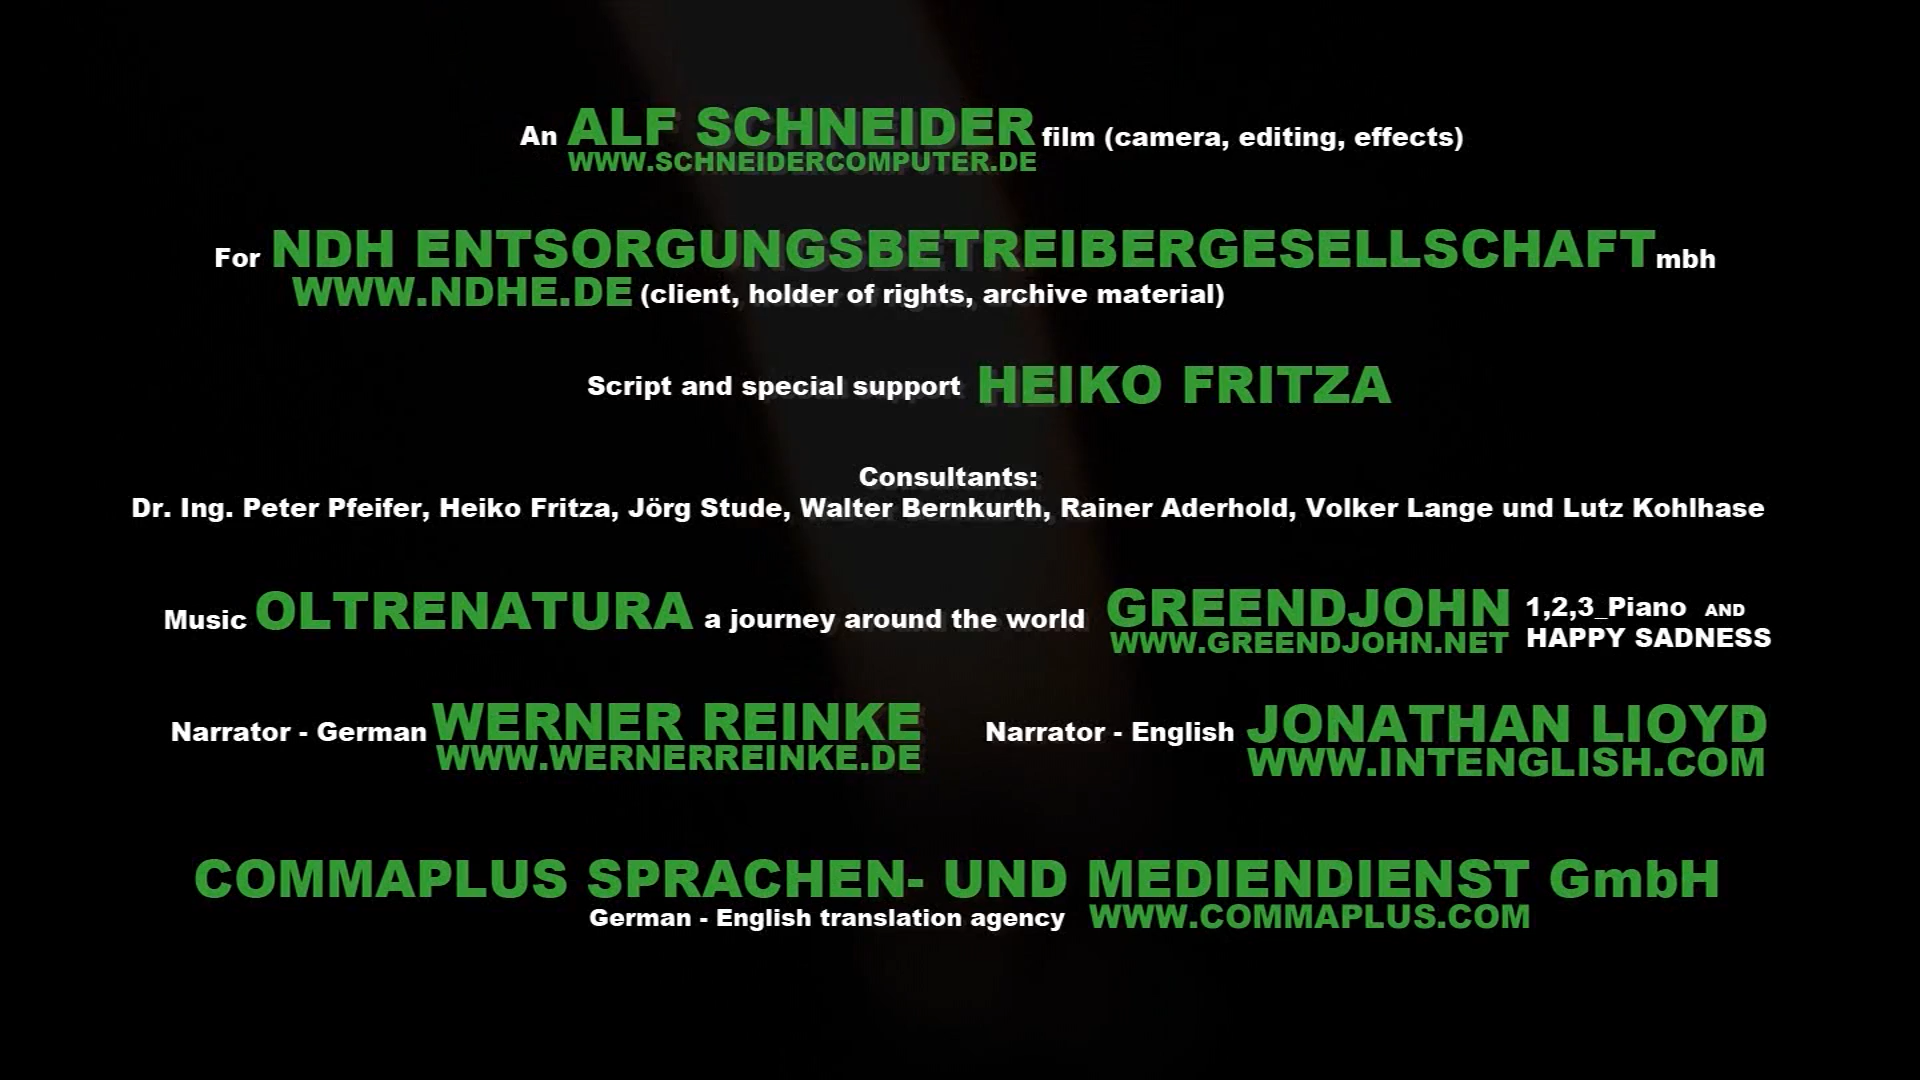 An ALF SCHNEIDER film (camera, editing, effects)
WWW.SCHNEIDERCOMPUTER.DE
For NDH ENTSORGUNGSBETREIBERGESELLSCHAFT mbh
WWW.NDHE.DE (client, holder of rights, archive material)
Script and special support HEIKO FRITZA
Consultants:
Dr. Ing. Peter Pfeifer, Heiko Fritza, Jörg Stude, Walter Bernkurth, Rainer Aderhold, Volker Lange und Lutz Kohlhase
Music OLTRENATURA a journey around the world GREENDJOHN 1,2,3_Piano AND
WWW.GREENDJOHN.NET HAPPY SADNESS
Narrator - German WERNER REINKE Narrator - English JONATHAN LIOYD
WWW.WERNERREINKE.DE WWW.INTENGLISH.COM
COMMAPLUS SPRACHEN- UND MEDIENDIENST GmbH
German - English translation agency WWW.COMMAPLUS.COM